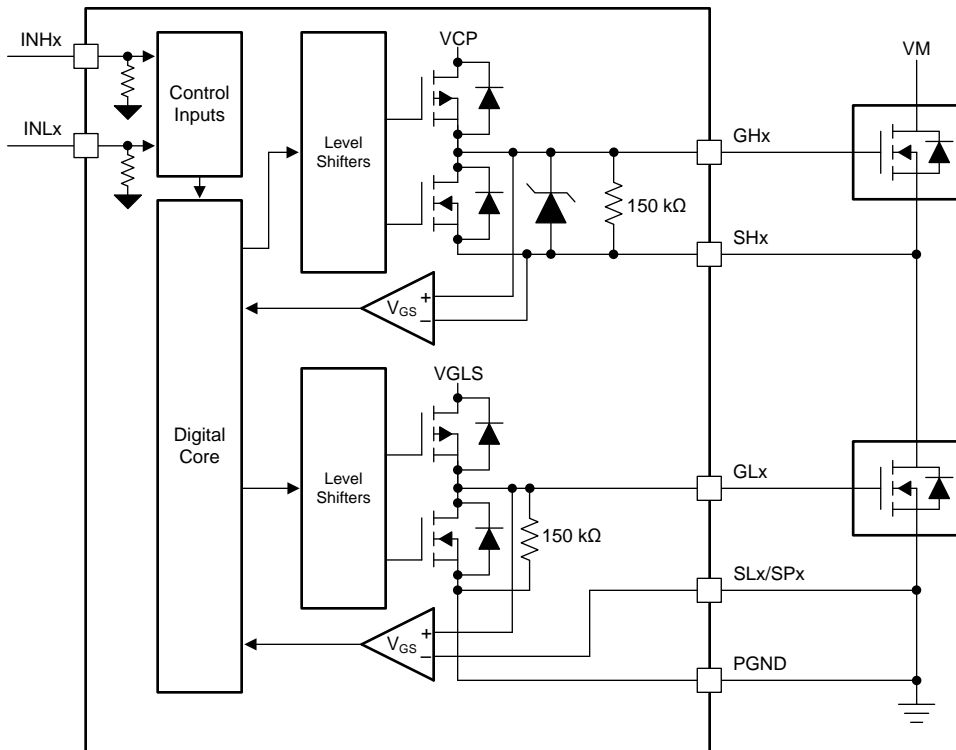 INHx
INLx
Control
Inputs
Digital
Core
Level
Shifters
VCP
VGS
+
−
150 kΩ
GHx
SHx
VM
Level
Shifters
VGLS
VGS
+
−
150 kΩ
GLx
SLx/SPx
PGND